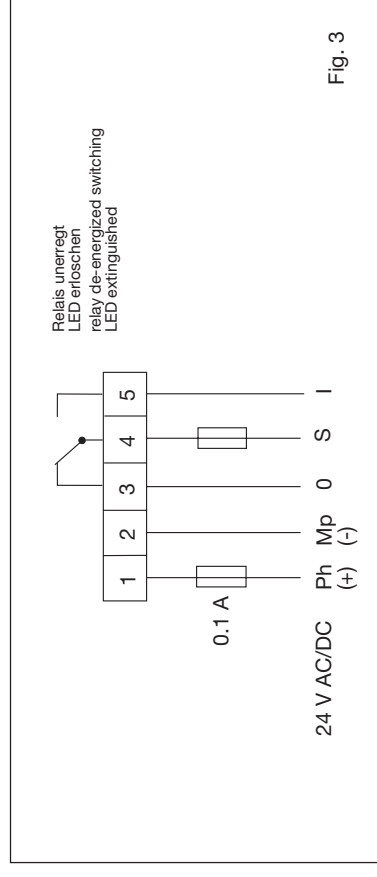 Relais unerregt
LED erloschen
relay de-energized switching
LED extinguished
1 2 3 4 5
0.1 A
24 V AC/DC Ph Mp 0 S I
(+) (-)
Fig. 3